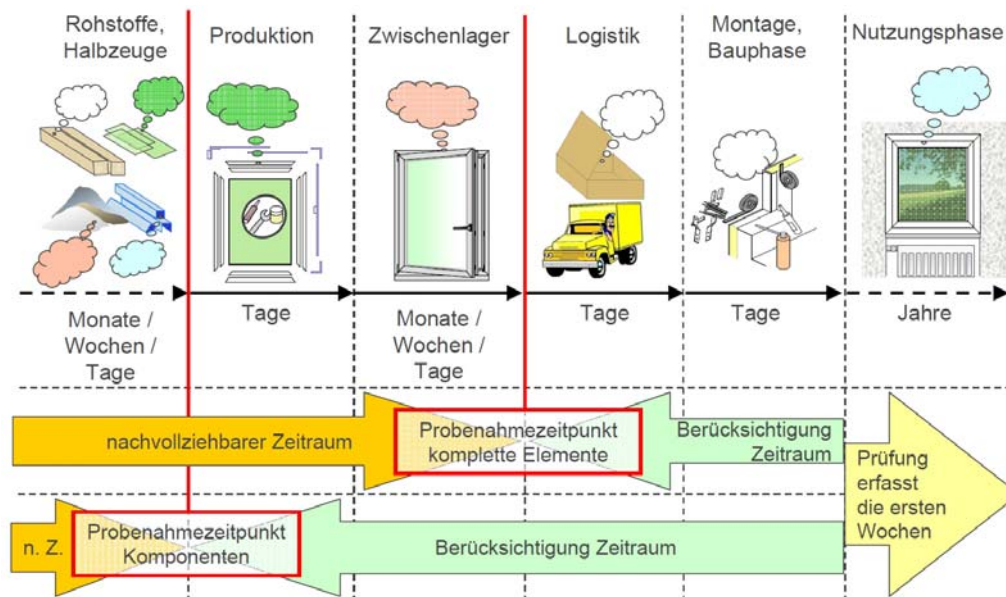 Rohstoffe,
Halbzeuge
Produktion
Zwischenlager
Logistik
Montage,
Bauphase
Nutzungsphase
Monate /
Wochen /
Tage
Tage
Monate /
Wochen /
Tage
Tage
Tage
Jahre
nachvollziehbarer Zeitraum
Probenahmezeitpunkt
komplette Elemente
Berücksichtigung
Zeitraum
Prüfung
erfasst
die ersten
Wochen
n. Z.
Probenahmezeitpunkt
Komponenten
Berücksichtigung Zeitraum